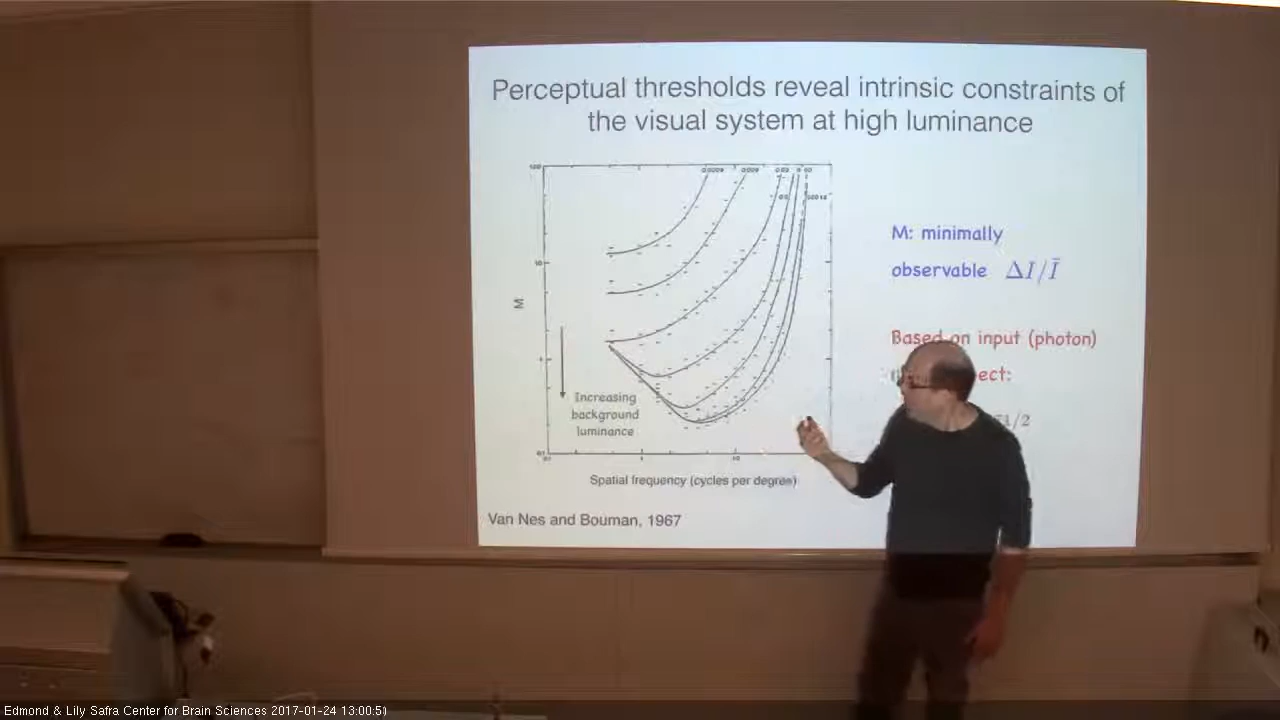 Perceptual thresholds reveal intrinsic constraints of
the visual system at high luminance
M: minimally
observable ΔI/Ī
Based on input (photon)
ect:
1/2
M
Increasing
background
luminance
Spatial frequency (cycles per degree)
Van Nes and Bouman, 1967
Edmond & Lily Safra Center for Brain Sciences 2017-01-24 13:00:50